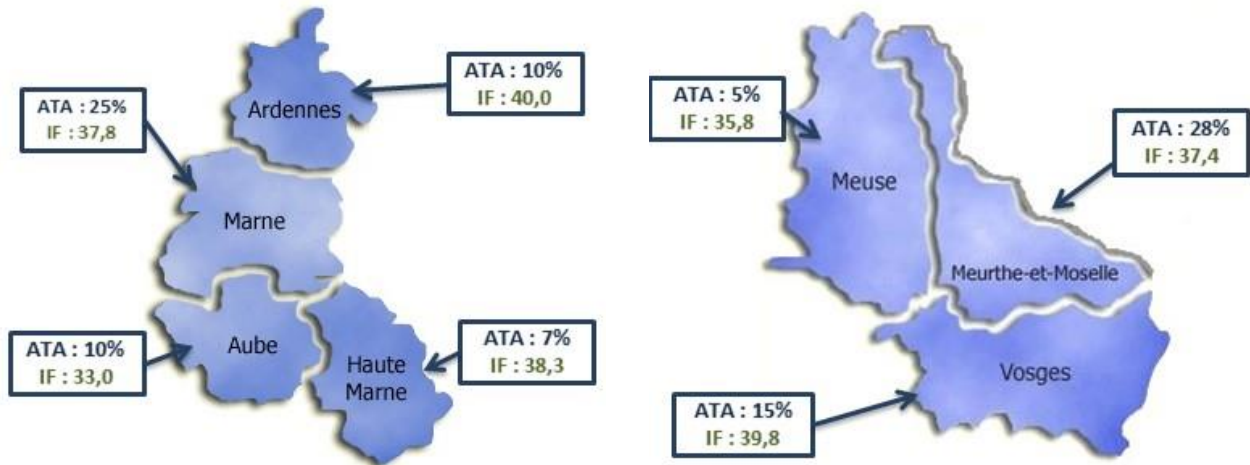 ATA : 10%
IF : 40,0
Ardennes
ATA : 25%
IF : 37,8
Marne
ATA : 10%
IF : 33,0
Aube
Haute
Marne
ATA : 7%
IF : 38,3
ATA : 5%
IF : 35,8
Meuse
ATA : 28%
IF : 37,4
Meurthe-et-Moselle
Vosges
ATA : 15%
IF : 39,8